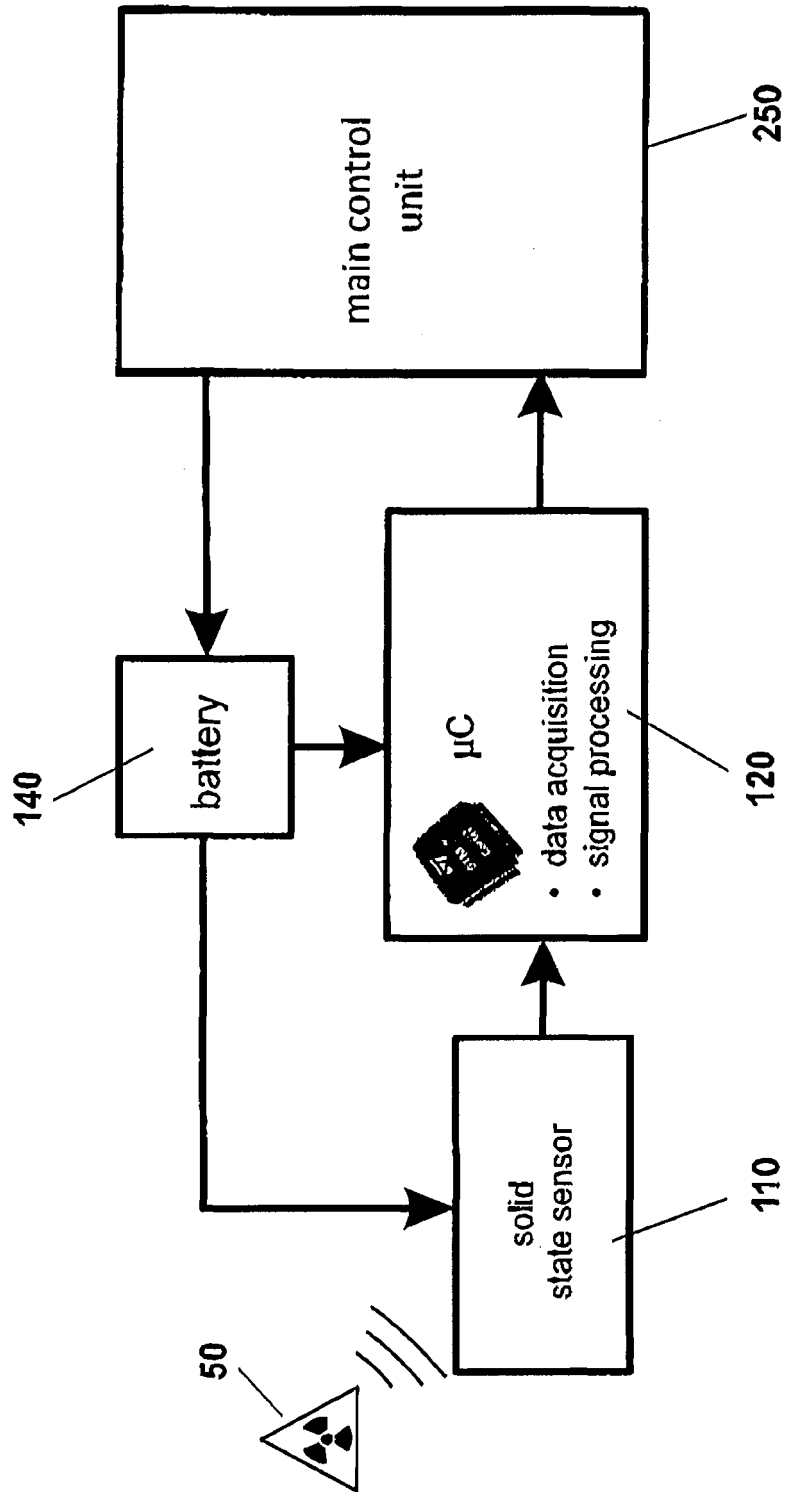 50
140
battery
main control
unit
250
solid
state sensor
110
µC
• data acquisition
• signal processing
120